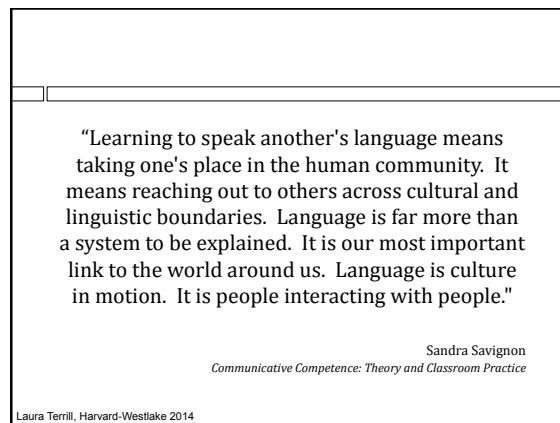 “Learning to speak another's language means
taking one's place in the human community.  It
means reaching out to others across cultural and
linguistic boundaries.  Language is far more than
a system to be explained.  It is our most important
link to the world around us.  Language is culture
in motion.  It is people interacting with people."
Sandra Savignon
Communicative Competence: Theory and Classroom Practice
Laura Terrill, Harvard-Westlake 2014